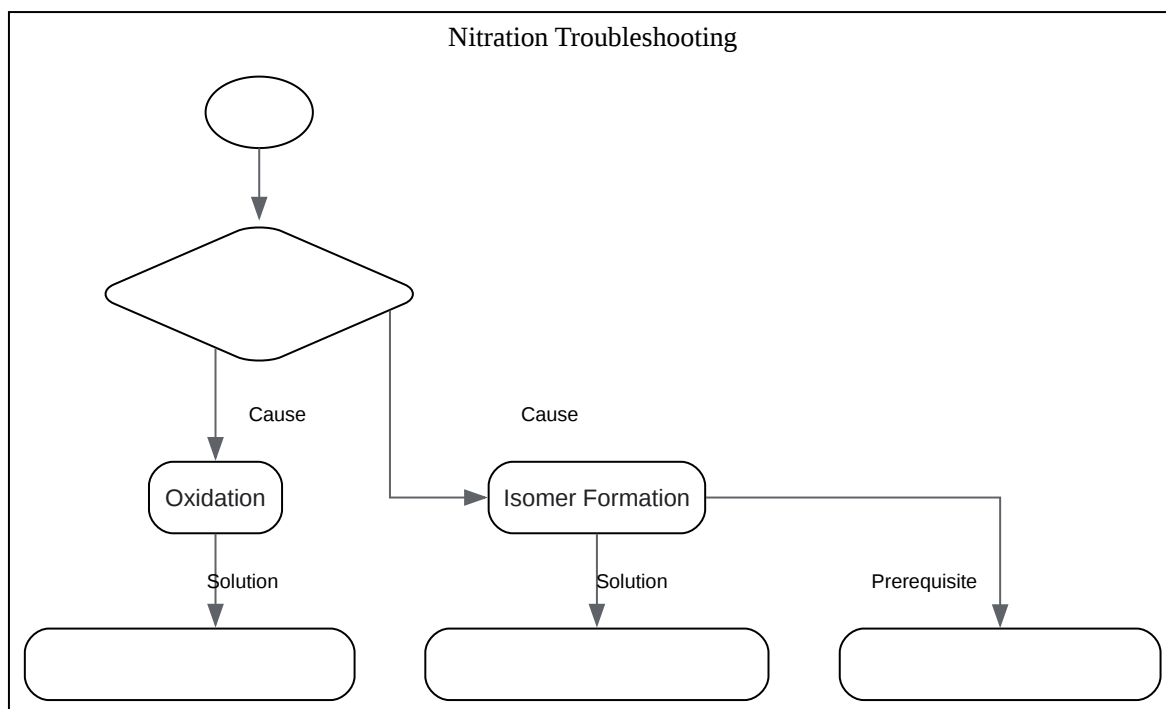 Nitration Troubleshooting
Cause
Cause
Oxidation
Isomer Formation
Solution
Solution
Prerequisite